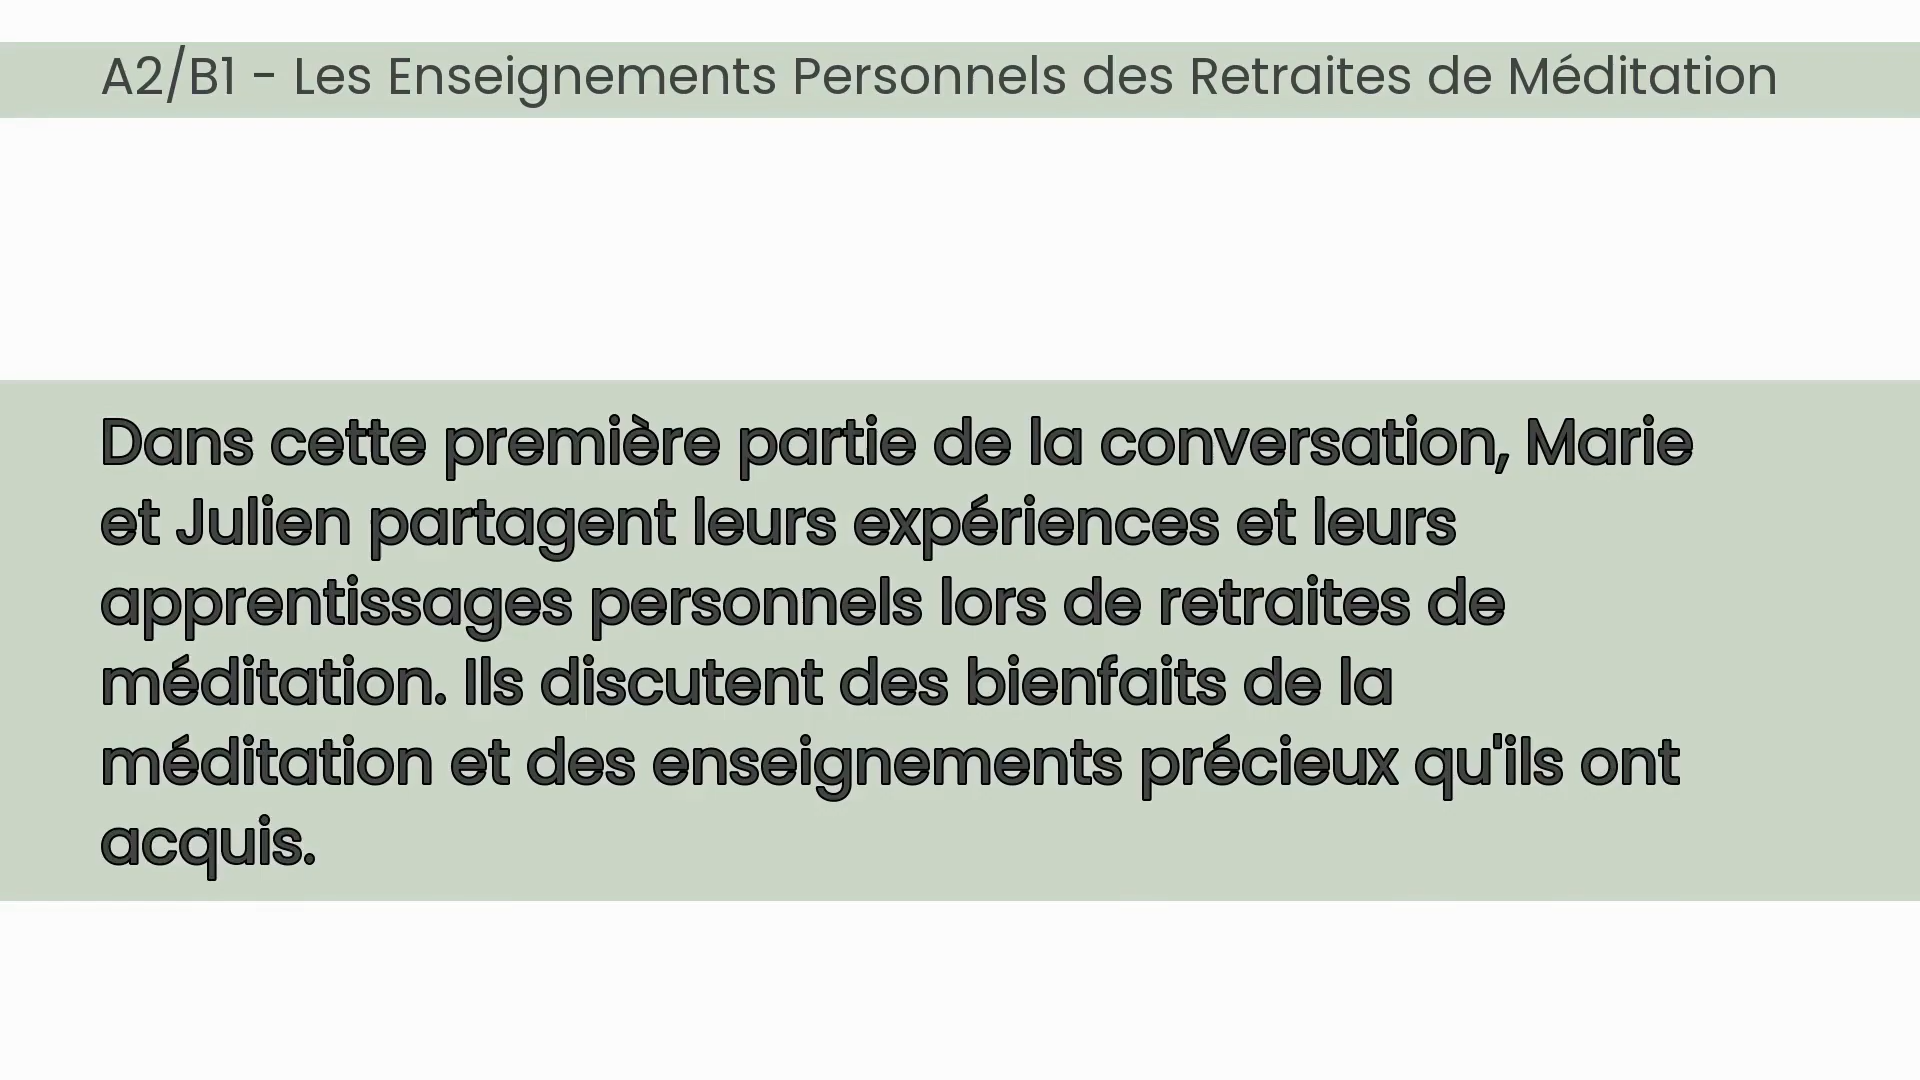 A2/B1 - Les Enseignements Personnels des Retraites de Méditation
Dans cette première partie de la conversation, Marie
et Julien partagent leurs expériences et leurs
apprentissages personnels lors de retraites de
méditation. Ils discutent des bienfaits de la
méditation et des enseignements précieux qu'ils ont
acquis.